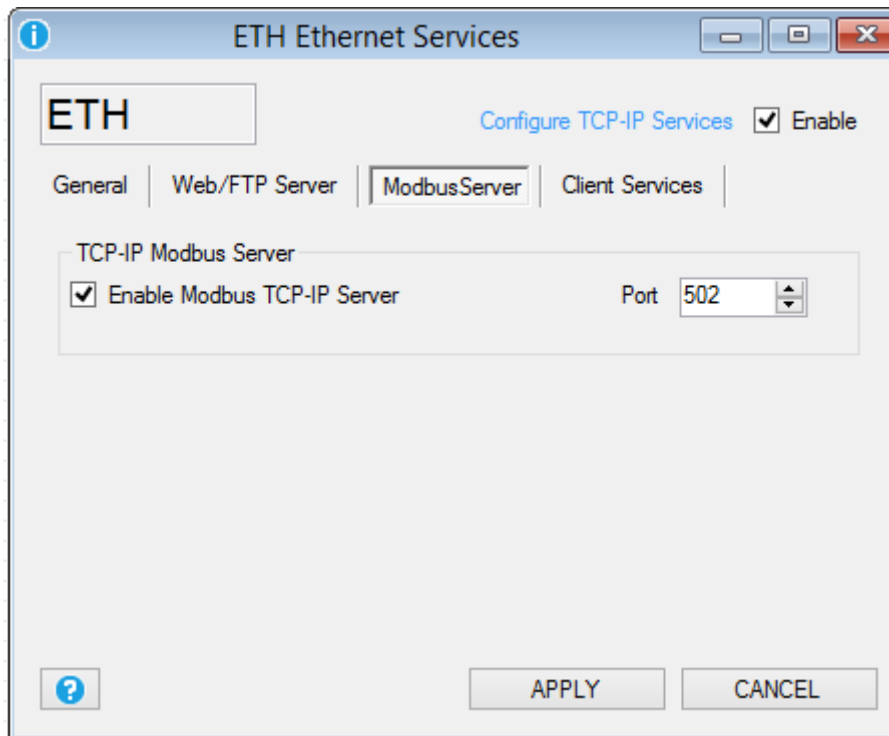 ETH Ethernet Services
ETH
Configure TCP-IP Services Enable
General Web/FTP Server ModbusServer Client Services
TCP-IP Modbus Server
Enable Modbus TCP-IP Server Port 502
APPLY CANCEL